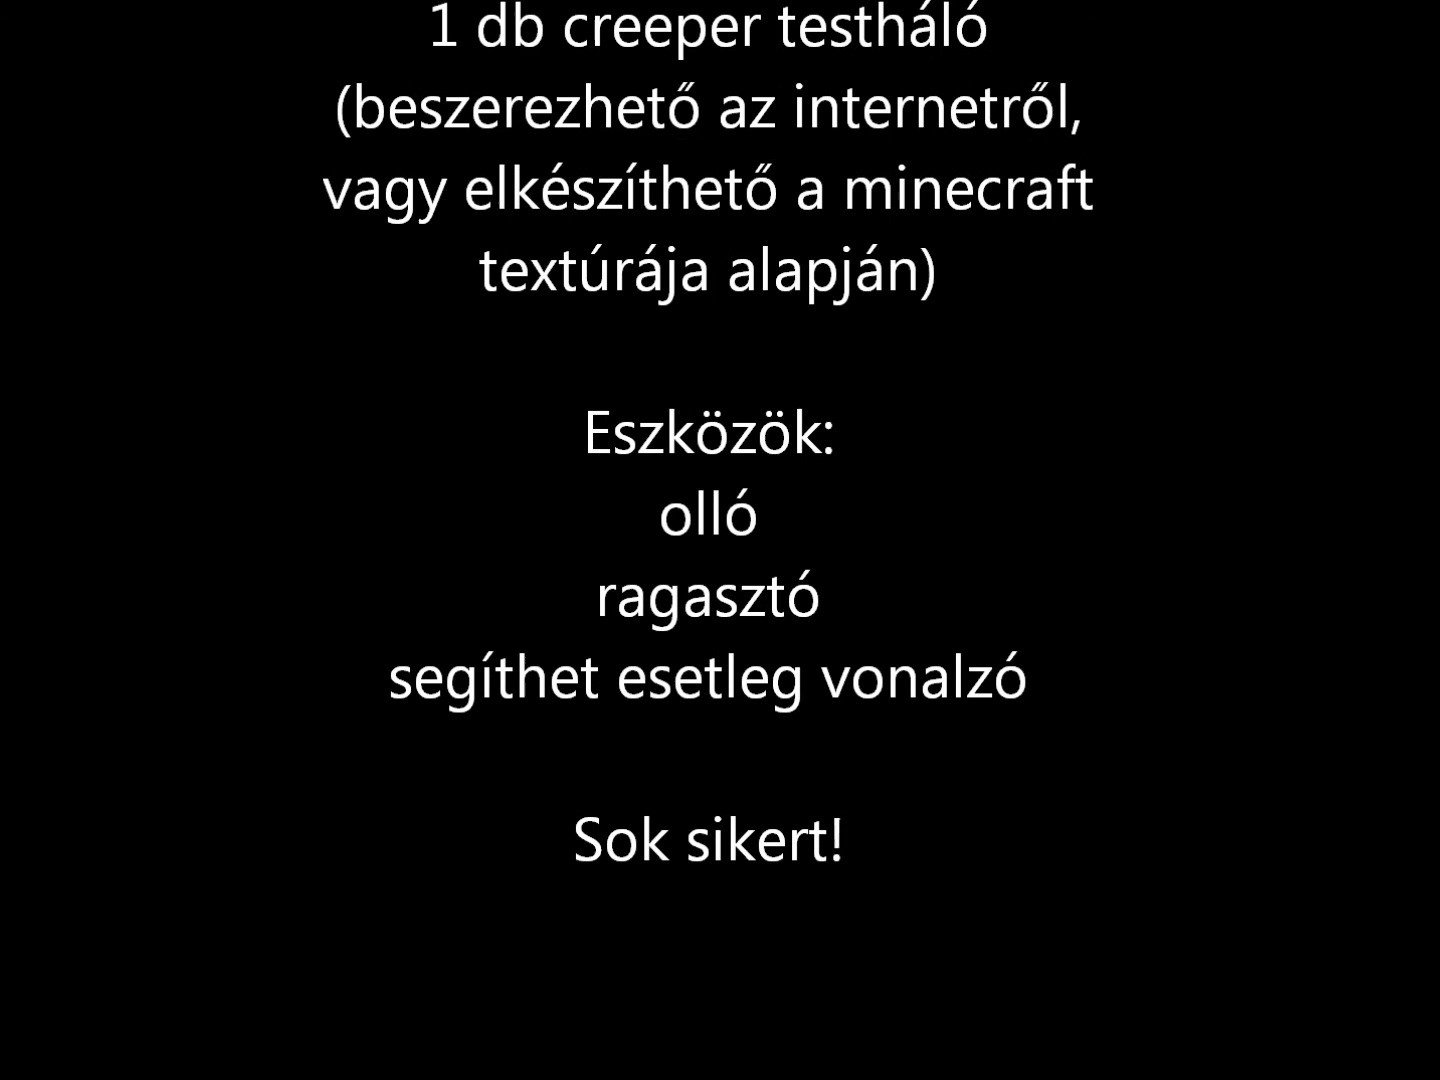 1 db creeper testháló
(beszerezhető az internetről,
vagy elkészíthető a minecraft
textúrája alapján)
Eszközök:
olló
ragasztó
segíthet esetleg vonalzó
Sok sikert!